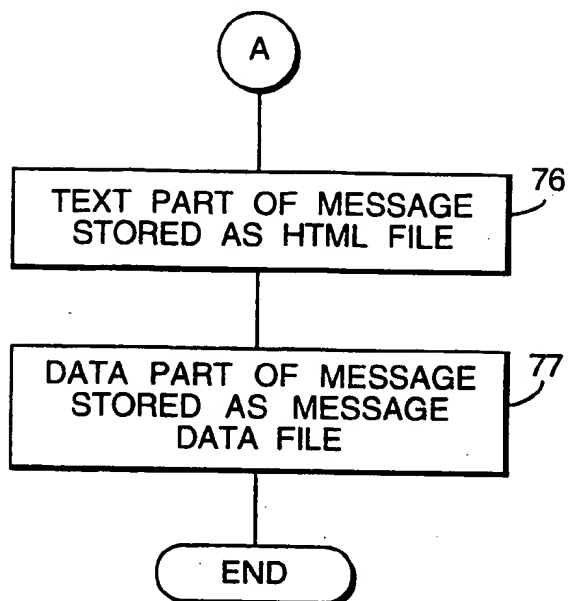 A
TEXT PART OF MESSAGE
STORED AS HTML FILE
76
DATA PART OF MESSAGE
STORED AS MESSAGE
DATA FILE
77
END